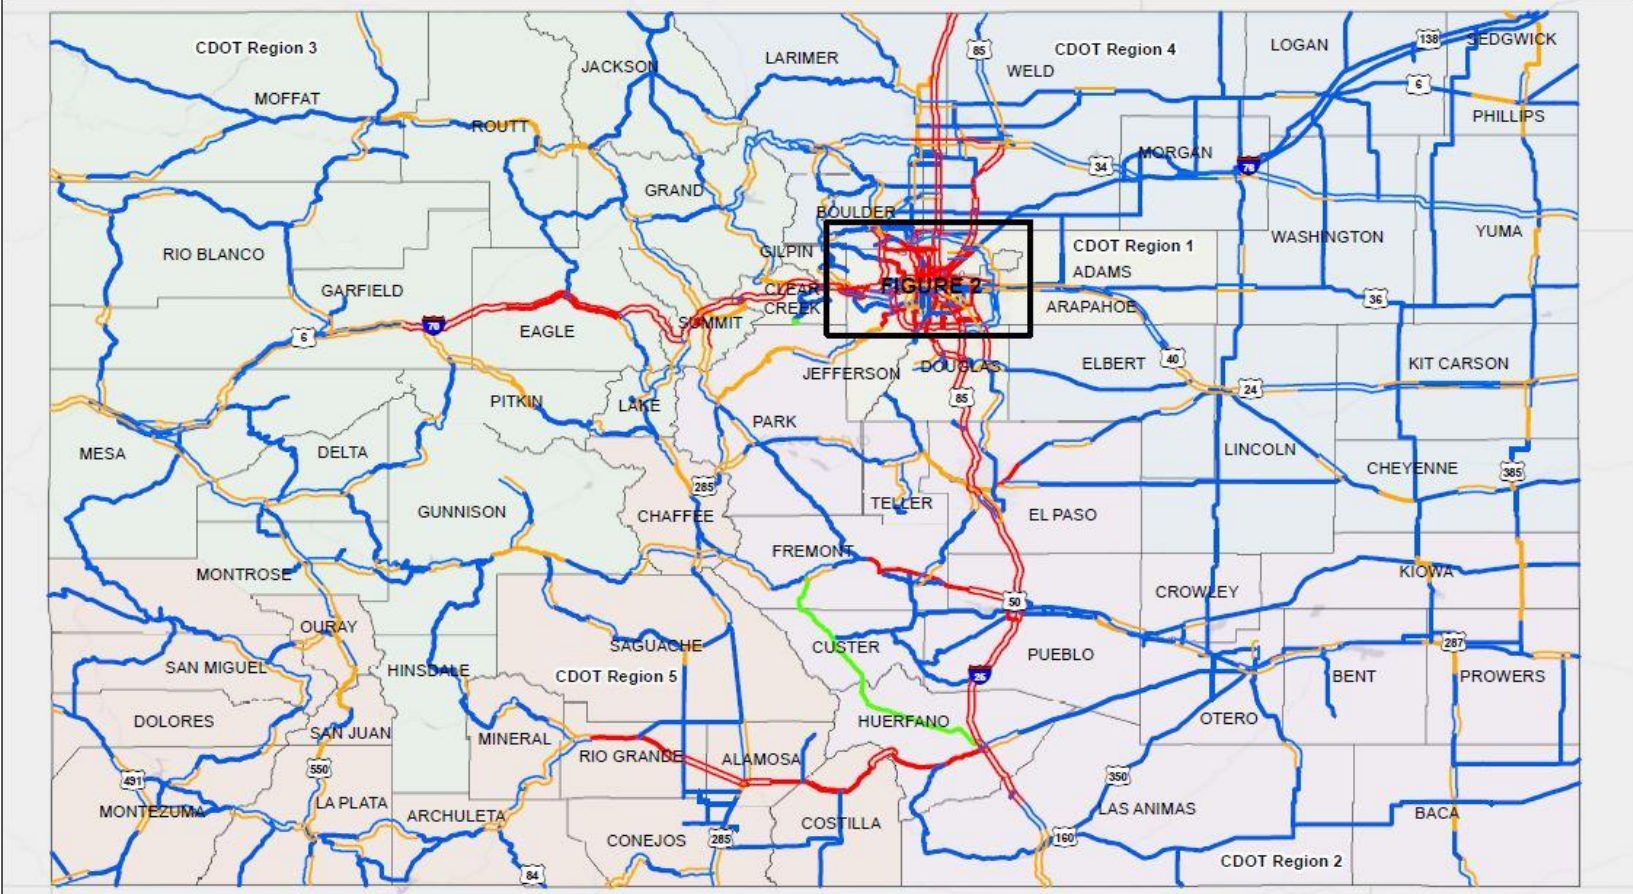 CDOT Region 3
JACKSON
LARIMER
85
CDOT Region 4
WELD
LOGAN
138
SEDGWICK
6
MOFFAT
PHILLIPS
ROUTT
GRAND
34
MORGAN
76
BOULDER
RIO BLANCO
GILPIN
CDOT Region 1
WASHINGTON
YUMA
ADAMS
GARFIELD
CLEAR
CREEK
FIGURE 2
ARAPAHOE
36
6
70
EAGLE
SUMMIT
JEFFERSON
DOUGLAS
ELBERT
40
KIT CARSON
24
PITKIN
LAKE
85
PARK
MESA
DELTA
LINCOLN
CHEYENNE
385
285
GUNNISON
CHAFFEE
TELLER
EL PASO
FREMONT
MONTROSE
KIOWA
50
CROWLEY
OURAY
SAN MIGUEL
HINSDALE
SAGUACHE
CDOT Region 5
CUSTER
25
PUEBLO
287
BENT
PROWERS
DOLORES
SAN JUAN
MINERAL
HUERFANO
OTERO
RIO GRANDE
ALAMOSA
491
550
350
MONTEZUMA
LA PLATA
ARCHULETA
COSTILLA
LAS ANIMAS
BACA
CONEJOS
285
160
84
CDOT Region 2